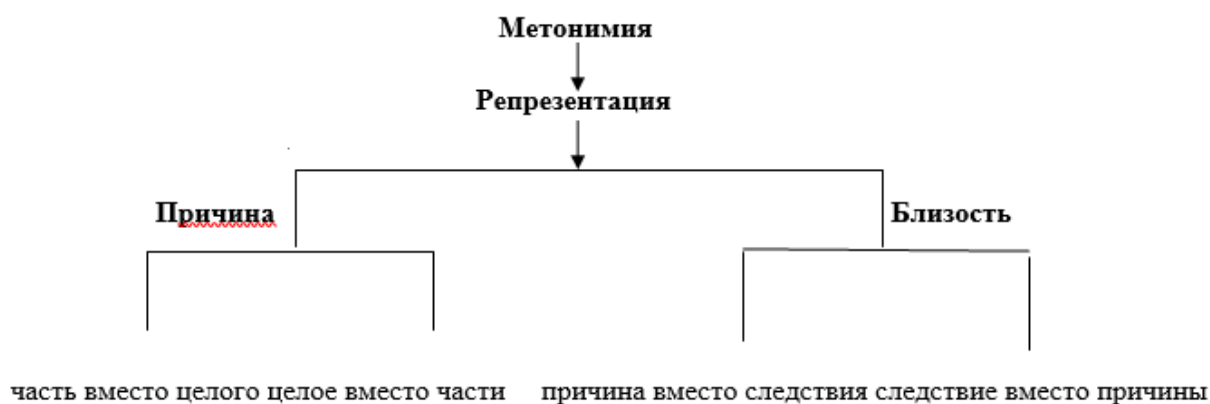 Метонимия
Репрезентация
Причина
Близость
часть вместо целого целое вместо части
причина вместо следствия следствие вместо причины